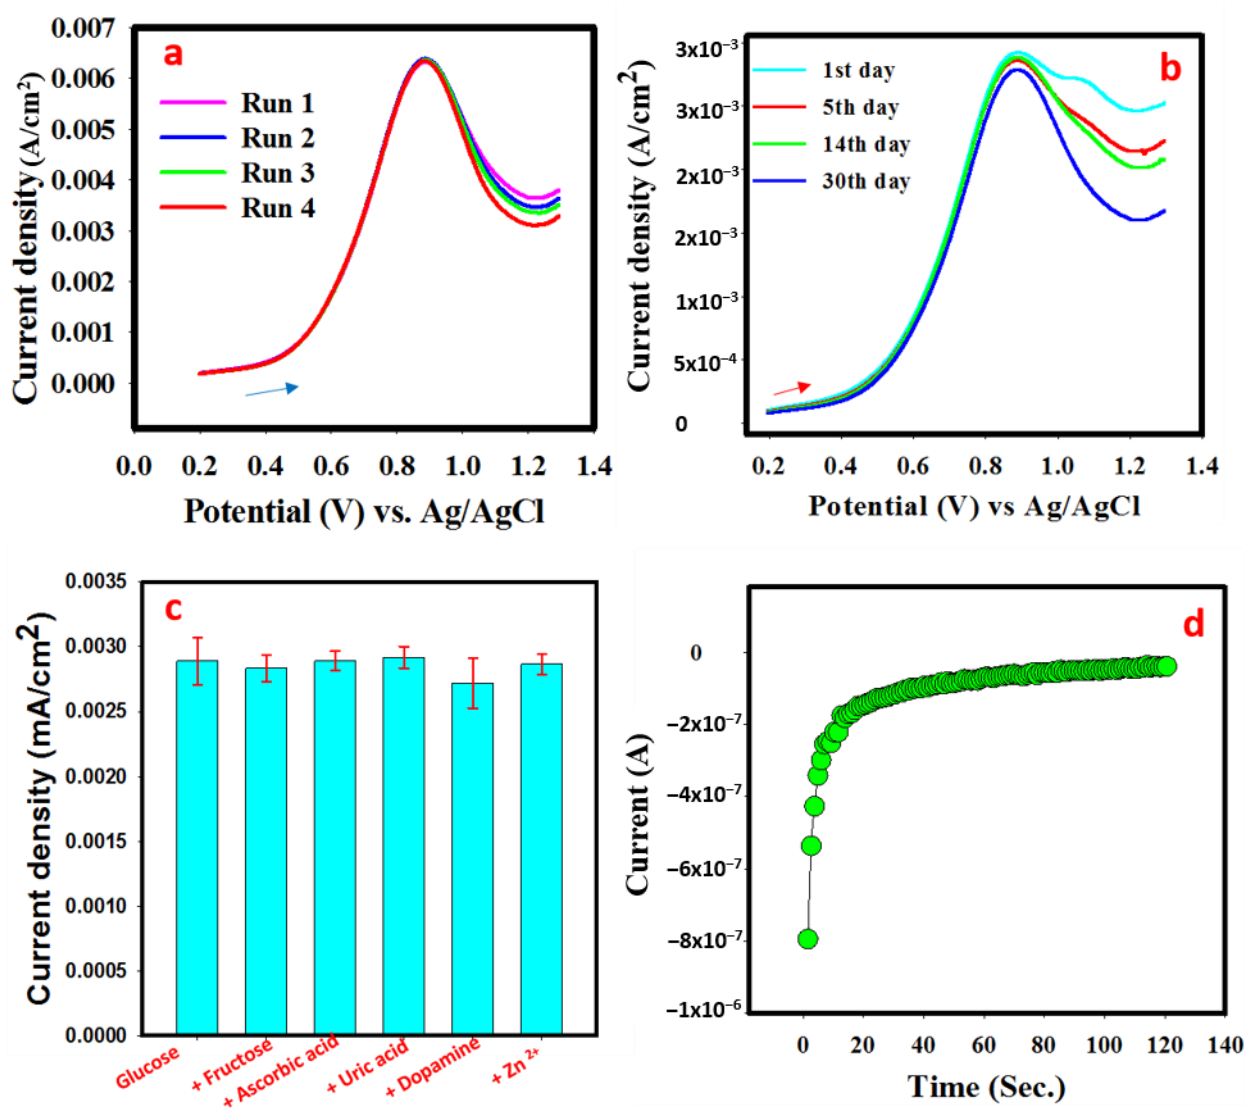 a
0.007
0.006
0.005
0.004
0.003
0.002
0.001
0.000
Current density (A/cm²)
Run 1
Run 2
Run 3
Run 4
0.0 0.2 0.4 0.6 0.8 1.0 1.2 1.4
Potential (V) vs. Ag/AgCl
b
3x10⁻³
3x10⁻³
2x10⁻³
2x10⁻³
1x10⁻³
5x10⁻⁴
0
Current density (A/cm²)
1st day
5th day
14th day
30th day
0.2 0.4 0.6 0.8 1.0 1.2 1.4
Potential (V) vs Ag/AgCl
c
0.0035
0.0030
0.0025
0.0020
0.0015
0.0010
0.0005
0.0000
Current density (mA/cm²)
Glucose
+ Fructose
+ Ascorbic acid
+ Uric acid
+ Dopamine
+ Zn ²⁺
d
0
−2x10⁻⁷
−4x10⁻⁷
−6x10⁻⁷
−8x10⁻⁷
−1x10⁻⁶
Current (A)
0 20 40 60 80 100 120 140
Time (Sec.)